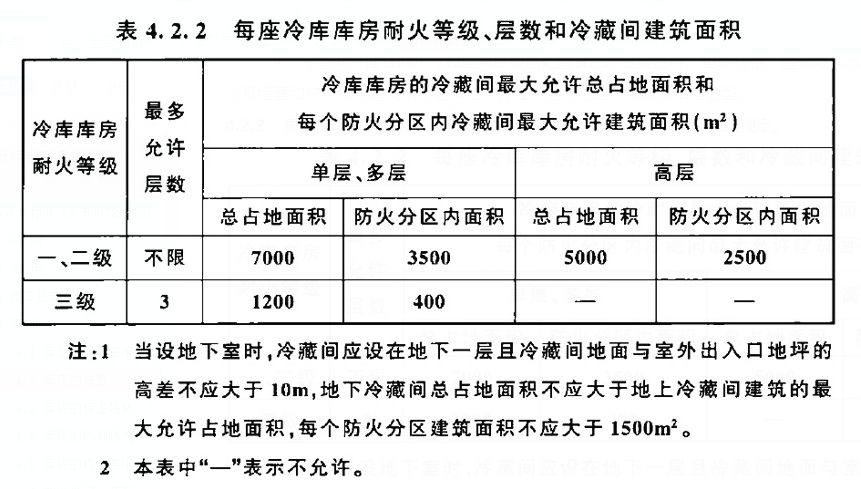 表 4.2.2 每座冷库库房耐火等级、层数和冷藏间建筑面积
冷库库房
耐火等级
最多
允许
层数
冷库库房的冷藏间最大允许总占地面积和
每个防火分区内冷藏间最大允许建筑面积(m²)
单层、多层 高层
总占地面积 防火分区内面积 总占地面积 防火分区内面积
一、二级 不限 7000 3500 5000 2500
三级 3 1200 400 — —
注:1 当设地下室时,冷藏间应设在地下一层且冷藏间地面与室外出入口地坪的
高差不应大于 10m,地下冷藏间总占地面积不应大于地上冷藏间建筑的最
大允许占地面积,每个防火分区建筑面积不应大于 1500m²。
2 本表中“—”表示不允许。